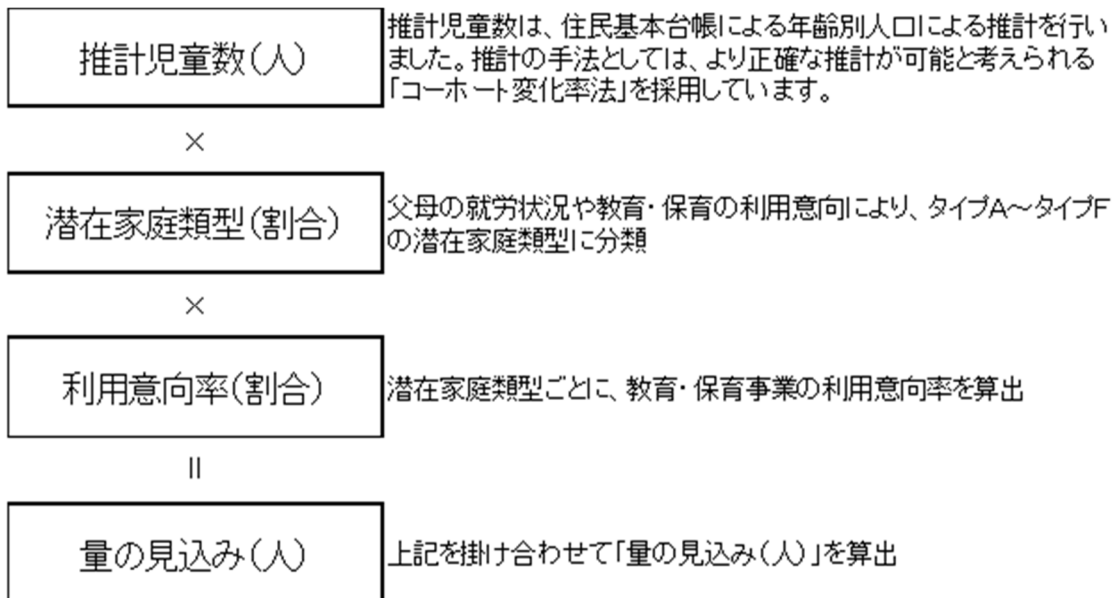 推計児童数(人)
推計児童数は、住民基本台帳による年齢別人口による推計を行い
ました。推計の手法としては、より正確な推計が可能と考えられる
「コーホート変化率法」を採用しています。
×
潜在家庭類型(割合)
父母の就労状況や教育・保育の利用意向により、タイプA～タイプF
の潜在家庭類型に分類
×
利用意向率(割合)
潜在家庭類型ごとに、教育・保育事業の利用意向率を算出
＝
量の見込み(人)
上記を掛け合わせて「量の見込み(人)」を算出